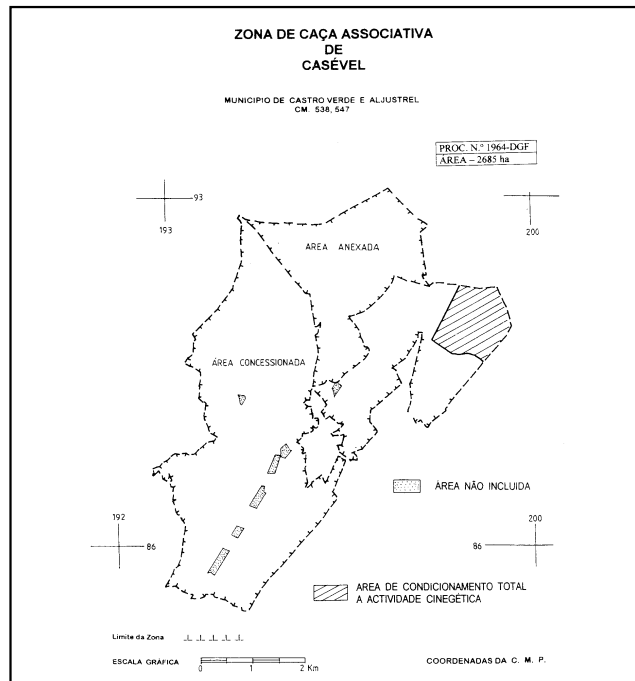 ZONA DE CAÇA ASSOCIATIVA
DE
CASÉVEL
MUNICIPIO DE CASTRO VERDE E ALJUSTREL
CM. 538, 547
PROC. N.º 1964-DGF
ÁREA – 2685 ha
93
193
200
AREA ANEXADA
ÁREA CONCESSIONADA
ÁREA NÃO INCLUIDA
192
86
200
86
AREA DE CONDICIONAMENTO TOTAL
A ACTIVIDADE CINEGÉTICA
Limite da Zona
ESCALA GRÁFICA
0 1 2 Km
COORDENADAS DA C. M. P.